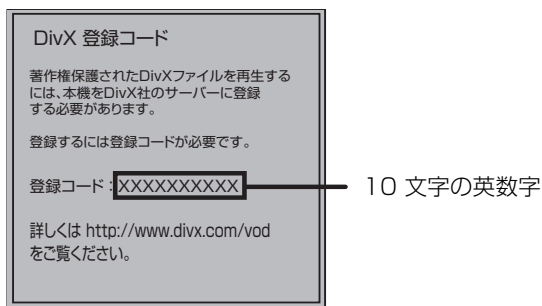 DivX 登録コード
著作権保護されたDivXファイルを再生する
には、本機をDivX社のサーバーに登録
する必要があります。
登録するには登録コードが必要です。
登録コード：XXXXXXXXXX
10 文字の英数字
詳しくは http://www.divx.com/vod
をご覧ください。